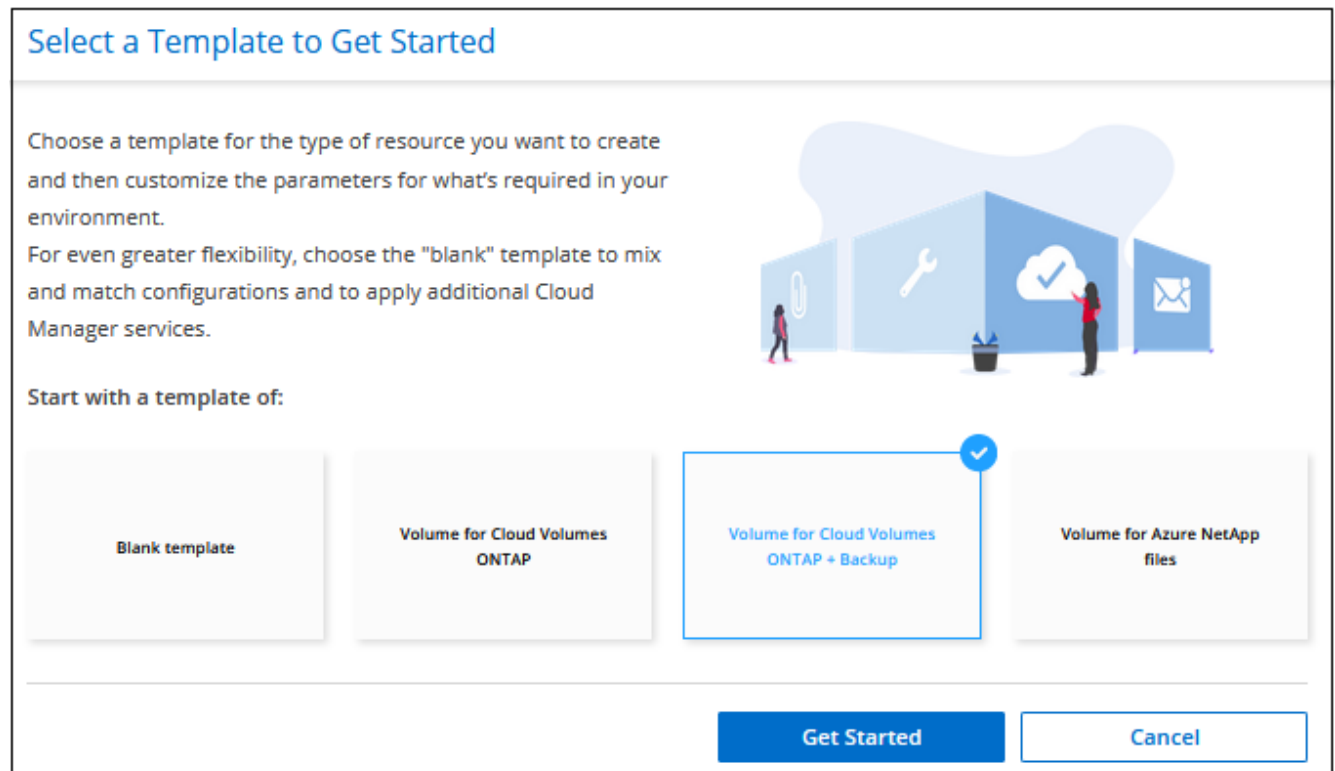 Select a Template to Get Started
Choose a template for the type of resource you want to create
and then customize the parameters for what's required in your
environment.
For even greater flexibility, choose the "blank" template to mix
and match configurations and to apply additional Cloud
Manager services.
Start with a template of:
Blank template
Volume for Cloud Volumes
ONTAP
Volume for Cloud Volumes
ONTAP + Backup
Volume for Azure NetApp
files
Get Started
Cancel